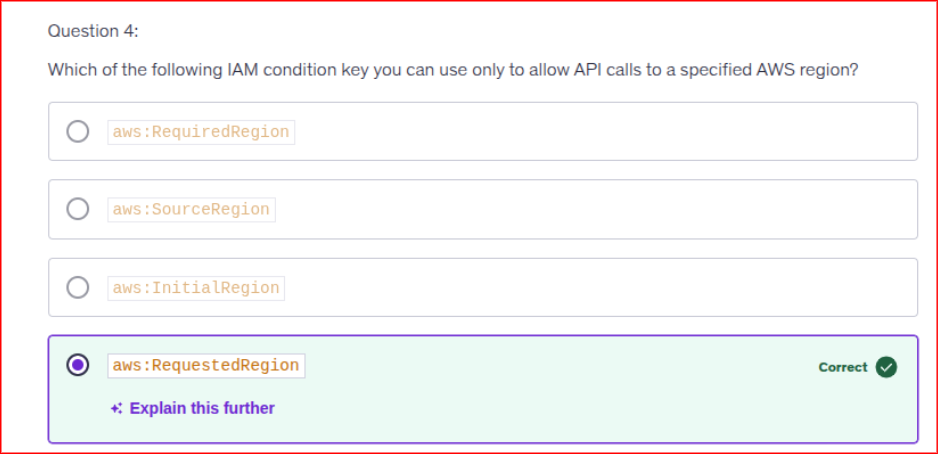 Question 4:
Which of the following IAM condition key you can use only to allow API calls to a specified AWS region?
aws:RequiredRegion
aws:SourceRegion
aws:InitialRegion
aws:RequestedRegion
Correct
Explain this further